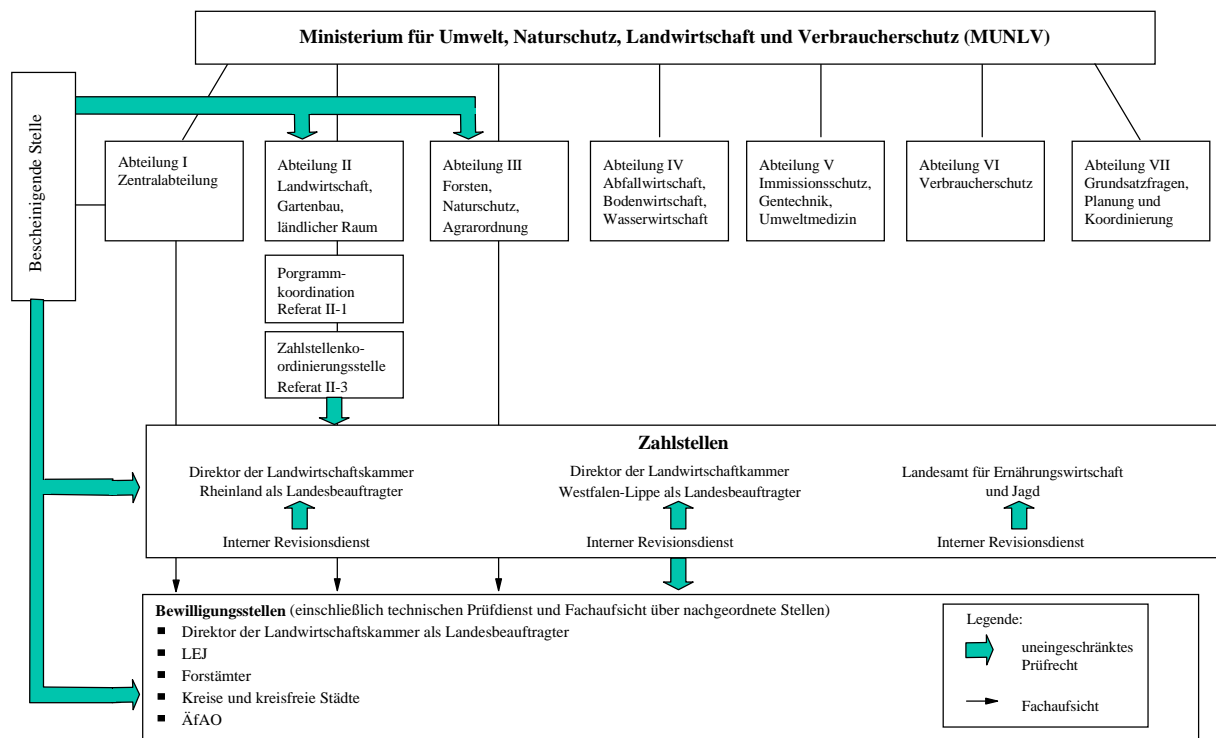 Ministerium für Umwelt, Naturschutz, Landwirtschaft und Verbraucherschutz (MUNLV)
Bescheinigende Stelle
Abteilung I
Zentralabteilung
Abteilung II
Landwirtschaft,
Gartenbau,
ländlicher Raum
Abteilung III
Forsten,
Naturschutz,
Agrarordnung
Abteilung IV
Abfallwirtschaft,
Bodenwirtschaft,
Wasserwirtschaft
Abteilung V
Immissionsschutz,
Gentechnik,
Umweltmedizin
Abteilung VI
Verbraucherschutz
Abteilung VII
Grundsatzfragen,
Planung und
Koordinierung
Porgramm-
koordination
Referat II-1
Zahlstellenko-
ordinierungsstelle
Referat II-3
Zahlstellen
Direktor der Landwirtschaftskammer
Rheinland als Landesbeauftragter
Interner Revisionsdienst
Direktor der Landwirtschaftkammer
Westfalen-Lippe als Landesbeauftragter
Interner Revisionsdienst
Landesamt für Ernährungswirtschaft
und Jagd
Interner Revisionsdienst
Bewilligungsstellen (einschließlich technischen Prüfdienst und Fachaufsicht über nachgeordnete Stellen)
▪ Direktor der Landwirtschaftskammer als Landesbeauftragter
▪ LEJ
▪ Forstämter
▪ Kreise und kreisfreie Städte
▪ ÄfAO
Legende:
uneingeschränktes
Prüfrecht
Fachaufsicht